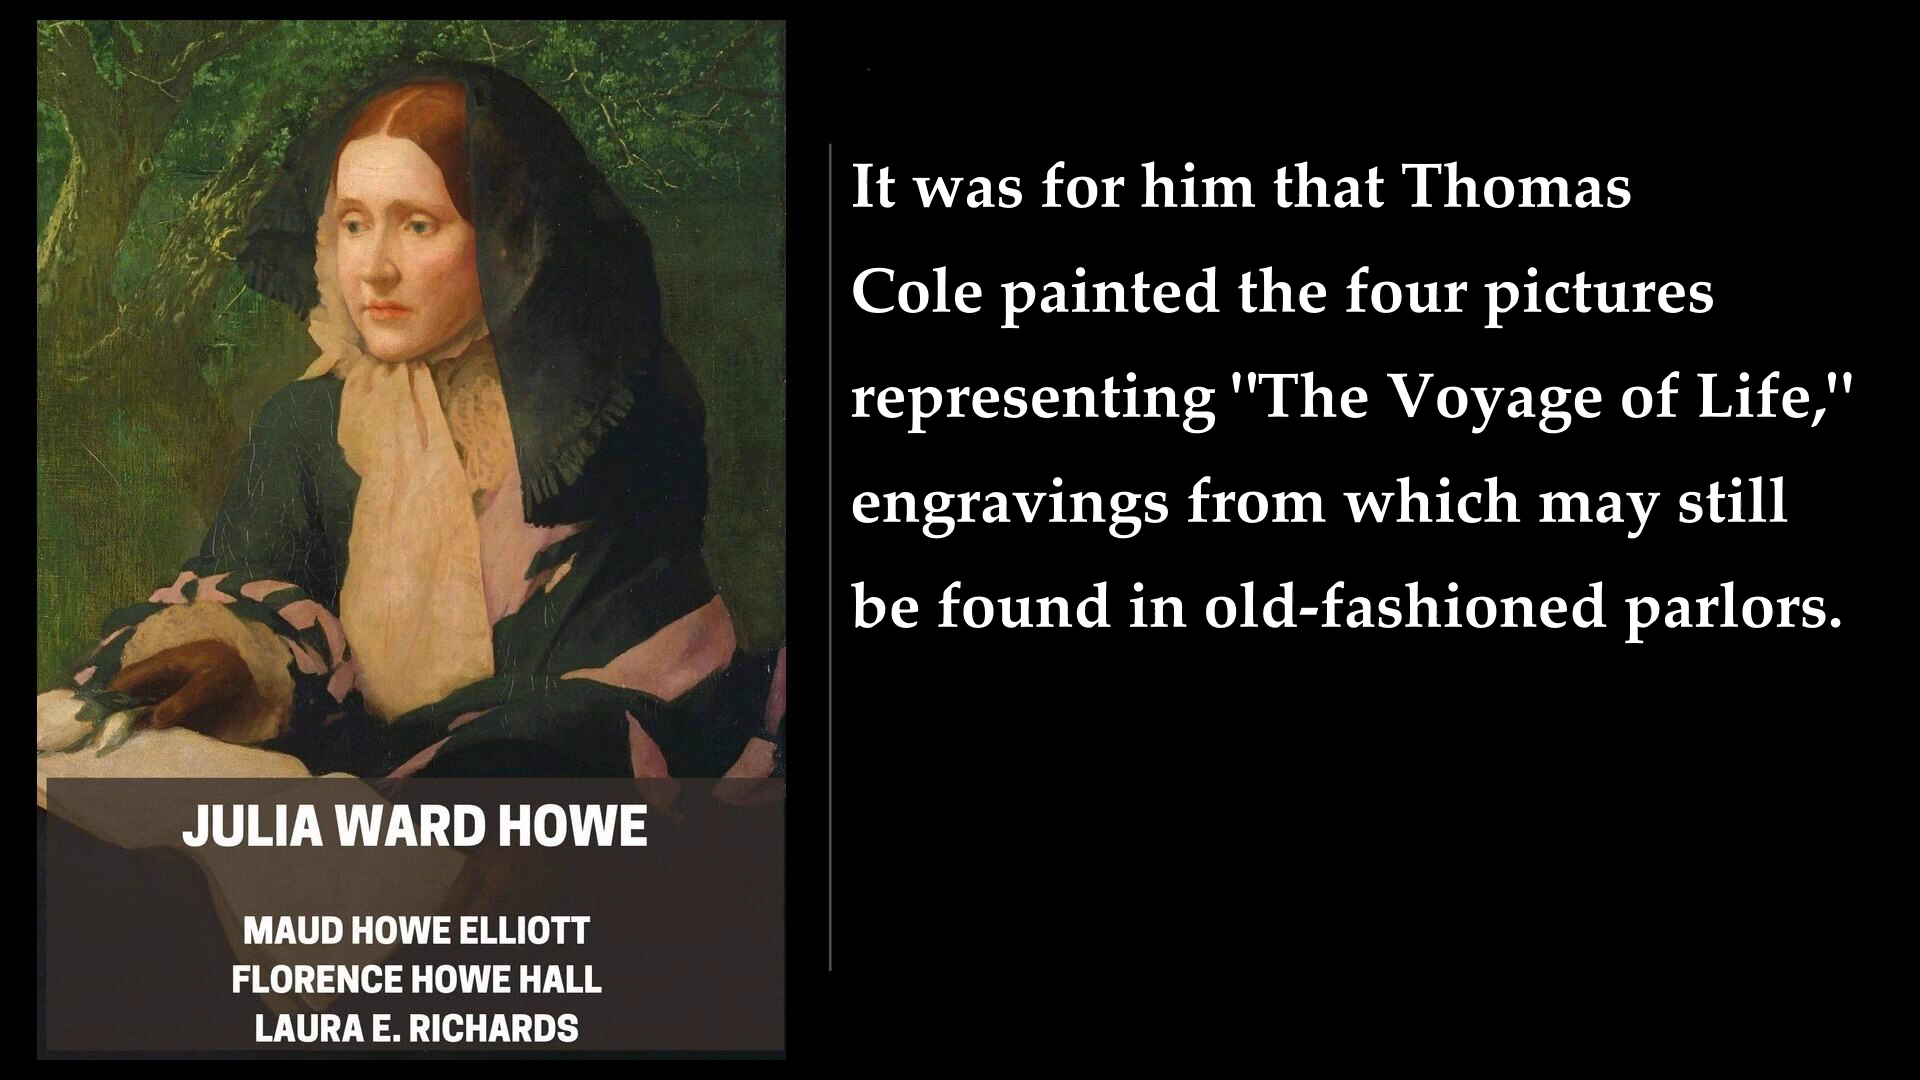 It was for him that Thomas
Cole painted the four pictures
representing "The Voyage of Life,"
engravings from which may still
be found in old-fashioned parlors.
JULIA WARD HOWE
MAUD HOWE ELLIOTT
FLORENCE HOWE HALL
LAURA E. RICHARDS